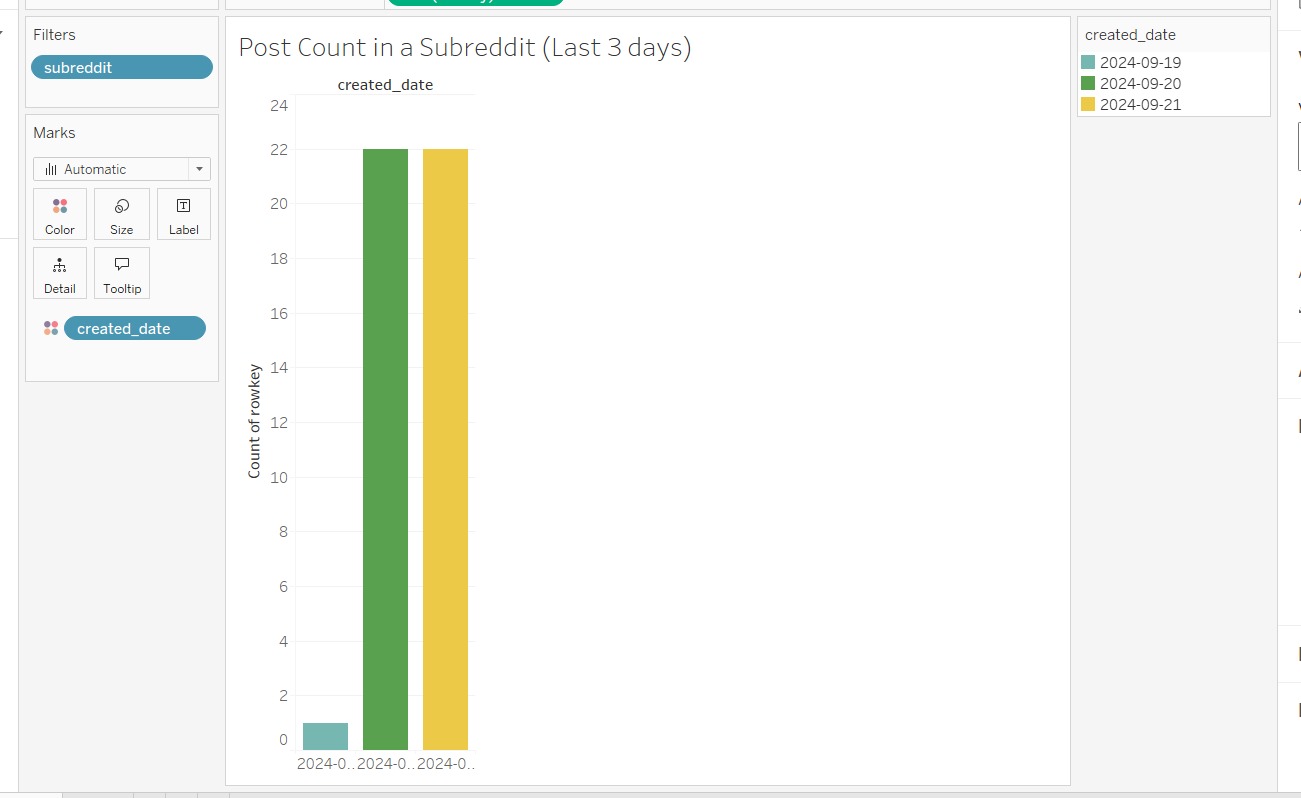 Filters
subreddit
Marks
Automatic
Color
Size
Label
Detail
Tooltip
created_date
Post Count in a Subreddit (Last 3 days)
created_date
24
22
20
18
16
14
12
10
8
6
4
2
0
Count of rowkey
2024-0..
2024-0..
2024-0..
created_date
2024-09-19
2024-09-20
2024-09-21